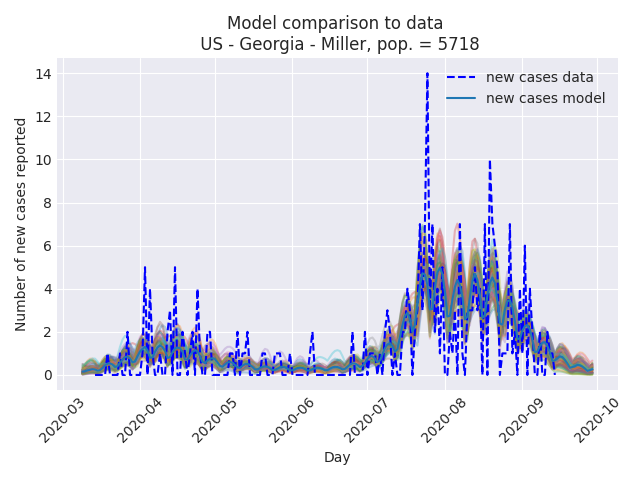 Model comparison to data
US - Georgia - Miller, pop. = 5718
new cases data
new cases model
Number of new cases reported
14
12
10
8
6
4
2
0
2020-03
2020-04
2020-05
2020-06
2020-07
2020-08
2020-09
2020-10
Day